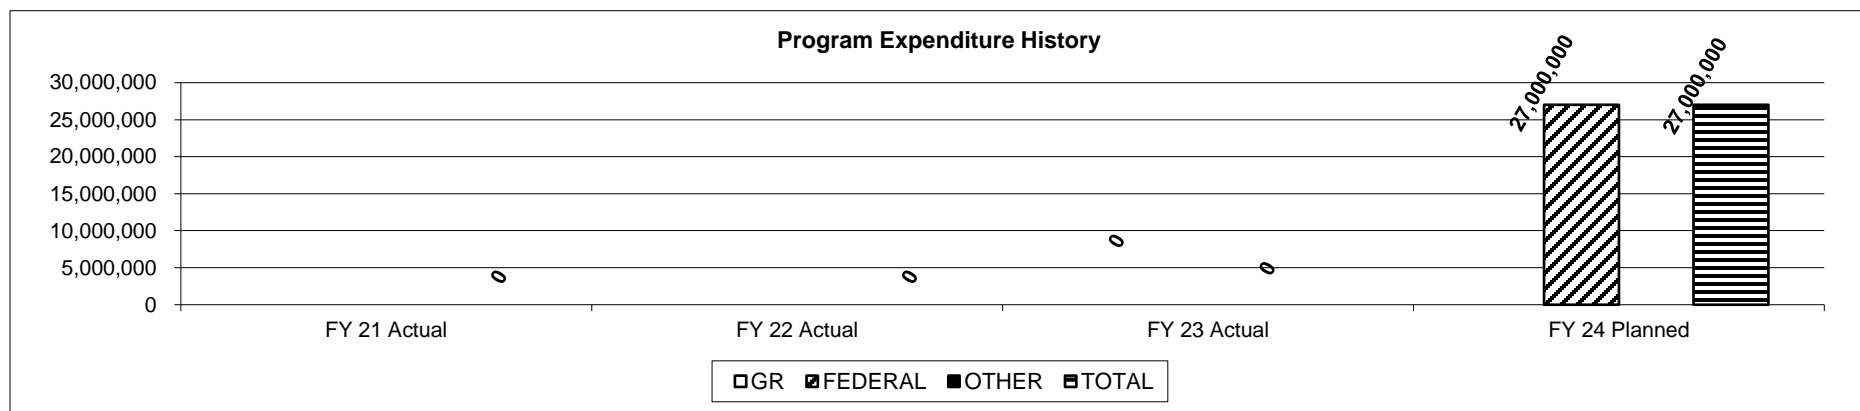 Program Expenditure History
30,000,000
25,000,000
20,000,000
15,000,000
10,000,000
5,000,000
0
0
0
0
0
27,000,000
27,000,000
FY 21 Actual
FY 22 Actual
FY 23 Actual
FY 24 Planned
GR FEDERAL OTHER TOTAL